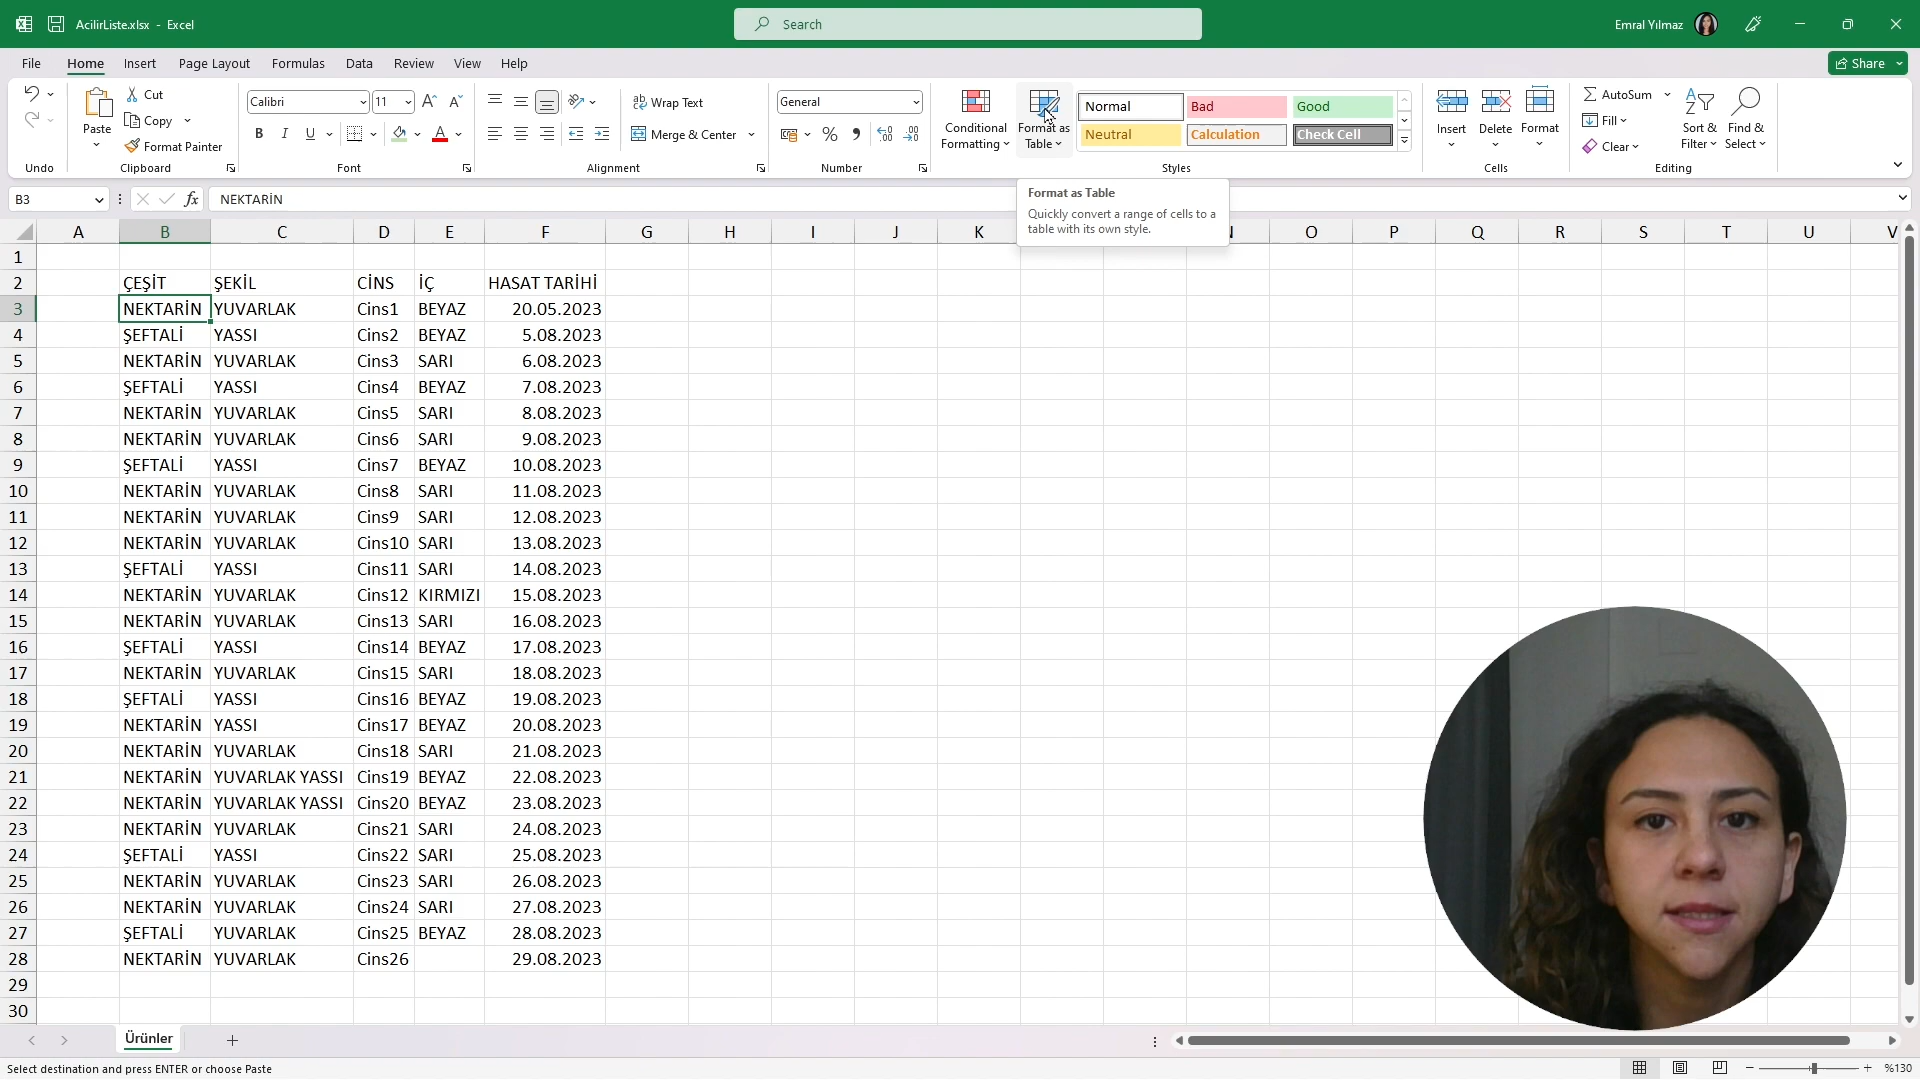 AcilirListe.xlsx - Excel
Search
Emral Yılmaz
File Home Insert Page Layout Formulas Data Review View Help
Share
Cut
Copy
Format Painter
Paste
Undo
Clipboard
Calibri
11
B I U
A
Font
Wrap Text
Merge & Center
Alignment
General
%
Number
Conditional Formatting
Format as Table
Normal Bad Good
Neutral Calculation Check Cell
Styles
Insert Delete Format
Cells
AutoSum
Fill
Clear
Sort & Filter
Find & Select
Editing
B3
fx
NEKTARİN
Format as Table
Quickly convert a range of cells to a
table with its own style.
A B C D E F G H I J K N O P Q R S T U V
1
2 ÇEŞİT ŞEKİL CİNS İÇ HASAT TARİHİ
3 NEKTARİN YUVARLAK Cins1 BEYAZ 20.05.2023
4 ŞEFTALİ YASSI Cins2 BEYAZ 5.08.2023
5 NEKTARİN YUVARLAK Cins3 SARI 6.08.2023
6 ŞEFTALİ YASSI Cins4 BEYAZ 7.08.2023
7 NEKTARİN YUVARLAK Cins5 SARI 8.08.2023
8 NEKTARİN YUVARLAK Cins6 SARI 9.08.2023
9 ŞEFTALİ YASSI Cins7 BEYAZ 10.08.2023
10 NEKTARİN YUVARLAK Cins8 SARI 11.08.2023
11 NEKTARİN YUVARLAK Cins9 SARI 12.08.2023
12 NEKTARİN YUVARLAK Cins10 SARI 13.08.2023
13 ŞEFTALİ YASSI Cins11 SARI 14.08.2023
14 NEKTARİN YUVARLAK Cins12 KIRMIZI 15.08.2023
15 NEKTARİN YUVARLAK Cins13 SARI 16.08.2023
16 ŞEFTALİ YASSI Cins14 BEYAZ 17.08.2023
17 NEKTARİN YUVARLAK Cins15 SARI 18.08.2023
18 ŞEFTALİ YASSI Cins16 BEYAZ 19.08.2023
19 NEKTARİN YASSI Cins17 BEYAZ 20.08.2023
20 NEKTARİN YUVARLAK Cins18 SARI 21.08.2023
21 NEKTARİN YUVARLAK YASSI Cins19 BEYAZ 22.08.2023
22 NEKTARİN YUVARLAK YASSI Cins20 BEYAZ 23.08.2023
23 NEKTARİN YUVARLAK Cins21 SARI 24.08.2023
24 ŞEFTALİ YASSI Cins22 SARI 25.08.2023
25 NEKTARİN YUVARLAK Cins23 SARI 26.08.2023
26 NEKTARİN YUVARLAK Cins24 SARI 27.08.2023
27 ŞEFTALİ YUVARLAK Cins25 BEYAZ 28.08.2023
28 NEKTARİN YUVARLAK Cins26 29.08.2023
29
30
Ürünler
Select destination and press ENTER or choose Paste
%130